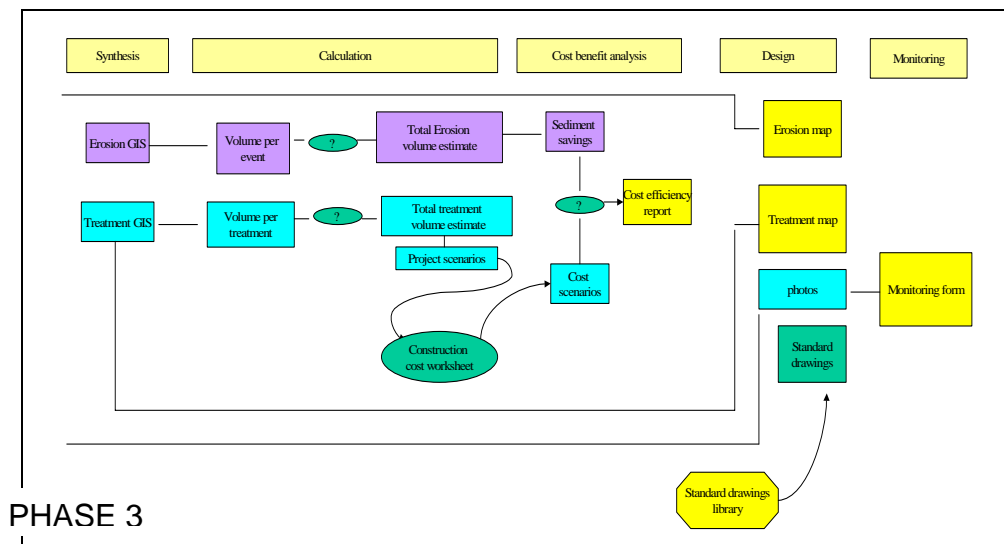 Synthesis
Calculation
Cost benefit analysis
Design
Monitoring
Erosion GIS
Volume per
event
?
Total Erosion
volume estimate
Sediment
savings
Erosion map
Treatment GIS
Volume per
treatment
?
Total treatment
volume estimate
?
Cost efficiency
report
Treatment map
Project scenarios
Cost
scenarios
photos
Monitoring form
Construction
cost worksheet
Standard
drawings
Standard drawings
library
PHASE 3